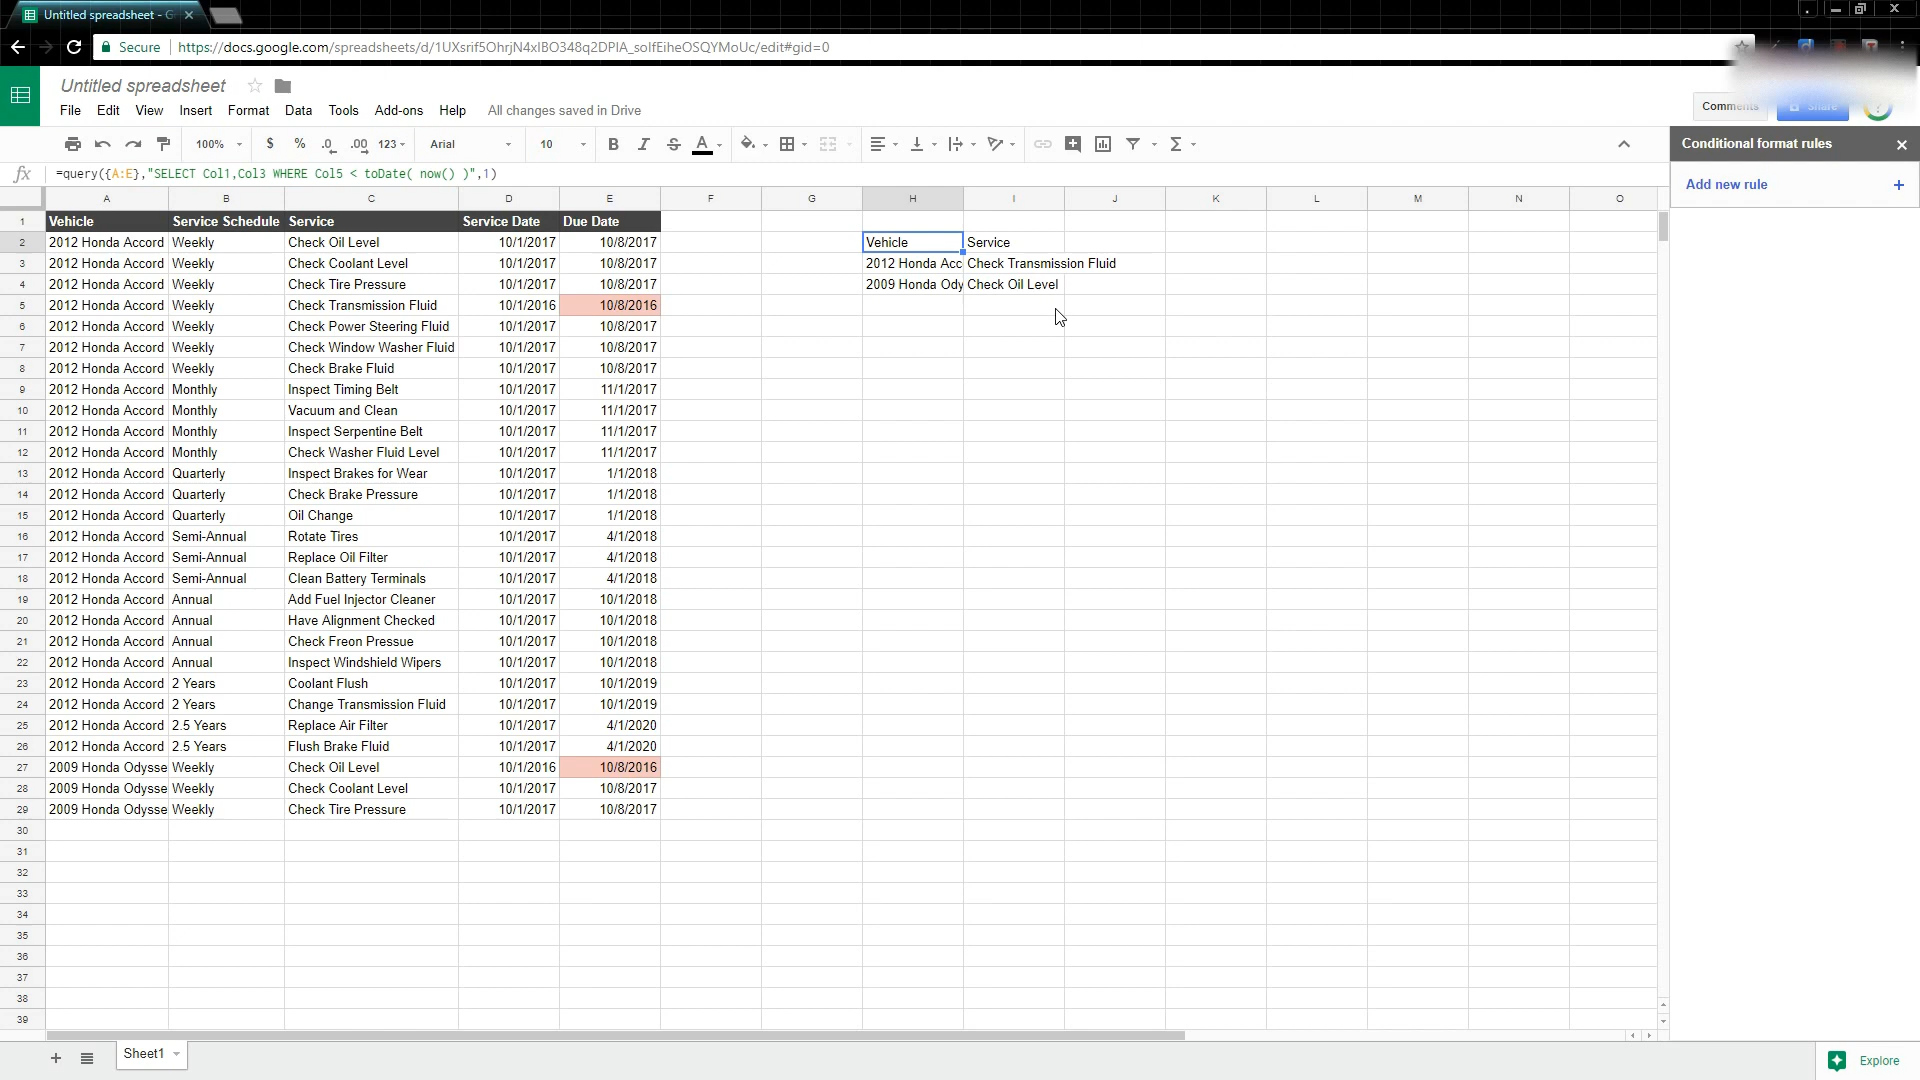 Untitled spreadsheet - G
Secure https://docs.google.com/spreadsheets/d/1UXsrif5OhrjN4xlBO348q2DPIA_solfEiheOSQYMoUc/edit#gid=0
Untitled spreadsheet
File Edit View Insert Format Data Tools Add-ons Help All changes saved in Drive
Comments Share
100% $ % .0 .00 123 Arial 10 B I S A Σ
Conditional format rules
fx =query({A:E},"SELECT Col1,Col3 WHERE Col5 < toDate( now() )",1)
Add new rule +
A B C D E F G H I J K L M N O
1 Vehicle Service Schedule Service Service Date Due Date
2 2012 Honda Accord Weekly Check Oil Level 10/1/2017 10/8/2017 Vehicle Service
3 2012 Honda Accord Weekly Check Coolant Level 10/1/2017 10/8/2017 2012 Honda Acc Check Transmission Fluid
4 2012 Honda Accord Weekly Check Tire Pressure 10/1/2017 10/8/2017 2009 Honda Ody Check Oil Level
5 2012 Honda Accord Weekly Check Transmission Fluid 10/1/2016 10/8/2016
6 2012 Honda Accord Weekly Check Power Steering Fluid 10/1/2017 10/8/2017
7 2012 Honda Accord Weekly Check Window Washer Fluid 10/1/2017 10/8/2017
8 2012 Honda Accord Weekly Check Brake Fluid 10/1/2017 10/8/2017
9 2012 Honda Accord Monthly Inspect Timing Belt 10/1/2017 11/1/2017
10 2012 Honda Accord Monthly Vacuum and Clean 10/1/2017 11/1/2017
11 2012 Honda Accord Monthly Inspect Serpentine Belt 10/1/2017 11/1/2017
12 2012 Honda Accord Monthly Check Washer Fluid Level 10/1/2017 11/1/2017
13 2012 Honda Accord Quarterly Inspect Brakes for Wear 10/1/2017 1/1/2018
14 2012 Honda Accord Quarterly Check Brake Pressure 10/1/2017 1/1/2018
15 2012 Honda Accord Quarterly Oil Change 10/1/2017 1/1/2018
16 2012 Honda Accord Semi-Annual Rotate Tires 10/1/2017 4/1/2018
17 2012 Honda Accord Semi-Annual Replace Oil Filter 10/1/2017 4/1/2018
18 2012 Honda Accord Semi-Annual Clean Battery Terminals 10/1/2017 4/1/2018
19 2012 Honda Accord Annual Add Fuel Injector Cleaner 10/1/2017 10/1/2018
20 2012 Honda Accord Annual Have Alignment Checked 10/1/2017 10/1/2018
21 2012 Honda Accord Annual Check Freon Pressue 10/1/2017 10/1/2018
22 2012 Honda Accord Annual Inspect Windshield Wipers 10/1/2017 10/1/2018
23 2012 Honda Accord 2 Years Coolant Flush 10/1/2017 10/1/2019
24 2012 Honda Accord 2 Years Change Transmission Fluid 10/1/2017 10/1/2019
25 2012 Honda Accord 2.5 Years Replace Air Filter 10/1/2017 4/1/2020
26 2012 Honda Accord 2.5 Years Flush Brake Fluid 10/1/2017 4/1/2020
27 2009 Honda Odysse Weekly Check Oil Level 10/1/2016 10/8/2016
28 2009 Honda Odysse Weekly Check Coolant Level 10/1/2017 10/8/2017
29 2009 Honda Odysse Weekly Check Tire Pressure 10/1/2017 10/8/2017
30
31
32
33
34
35
36
37
38
39
Sheet1
Explore